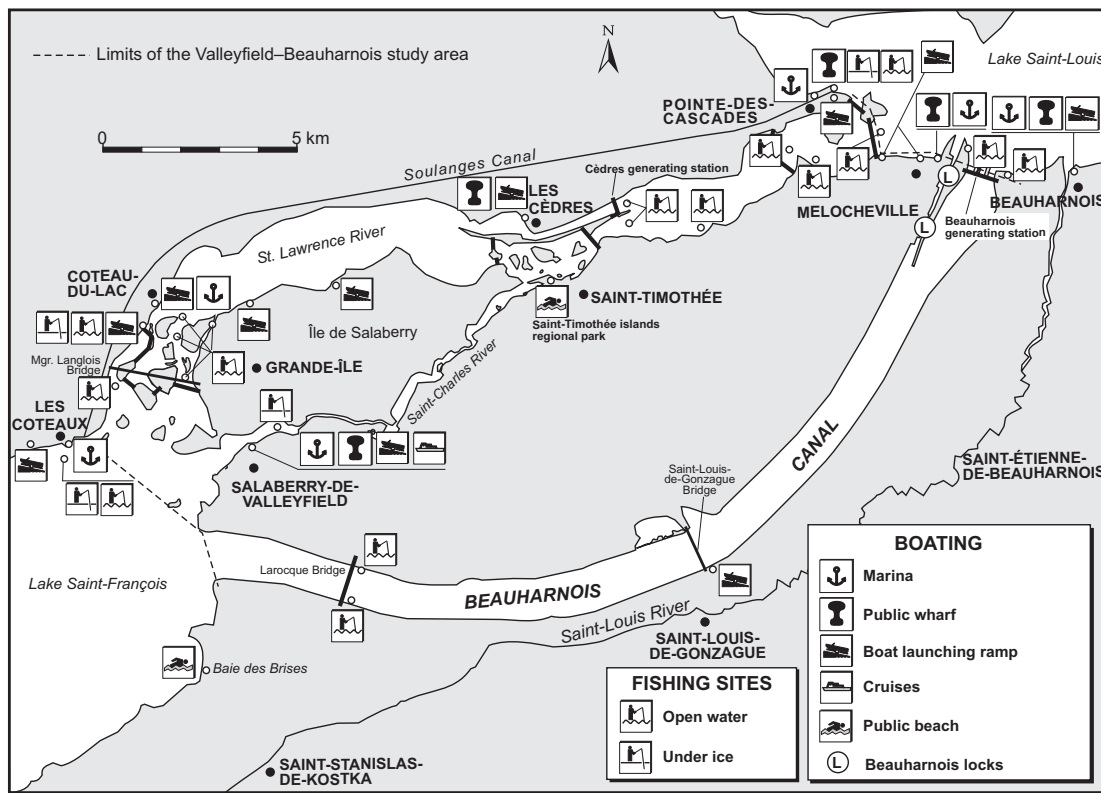 Limits of the Valleyfield–Beauharnois study area
N
Lake Saint-Louis
0
5 km
POINTE-DES-
CASCADES
Soulanges Canal
Cèdres generating station
LES
CÈDRES
MELOCHEVILLE
L
L
BEAUHARNOIS
Beauharnois
generating station
St. Lawrence River
COTEAU-
DU-LAC
SAINT-TIMOTHÉE
Saint-Timothée islands
regional park
Île de Salaberry
Mgr. Langlois
Bridge
GRANDE-ÎLE
Saint-Charles River
LES
COTEAUX
SALABERRY-DE-
VALLEYFIELD
Saint-Louis-
de-Gonzague
Bridge
CANAL
SAINT-ÉTIENNE-
DE-BEAUHARNOIS
Lake Saint-François
Larocque Bridge
BEAUHARNOIS
Saint-Louis River
SAINT-LOUIS-
DE-GONZAGUE
Baie des Brises
SAINT-STANISLAS-
DE-KOSTKA
FISHING SITES
Open water
Under ice
BOATING
Marina
Public wharf
Boat launching ramp
Cruises
Public beach
L Beauharnois locks